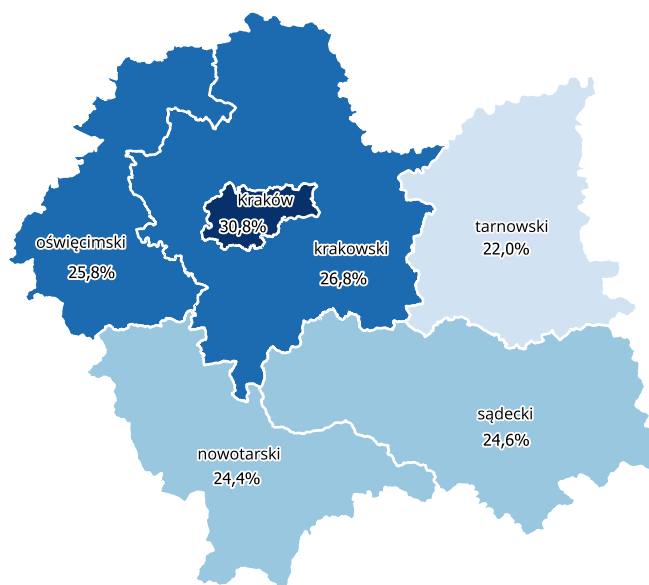 Kraków
30,8%
tarnowski
22,0%
oświęcimski
25,8%
krakowski
26,8%
sądecki
24,6%
nowotarski
24,4%